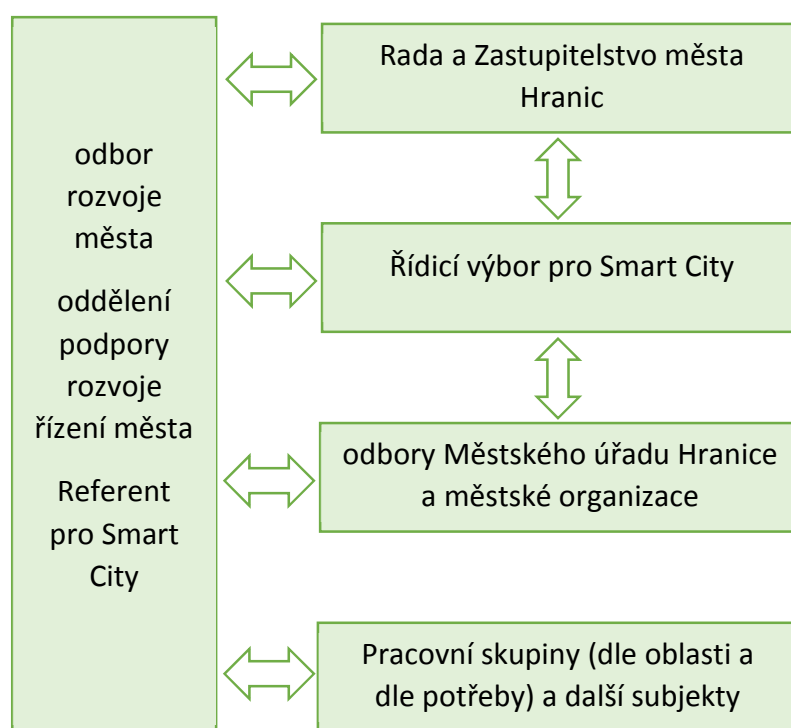 odbor
rozvoje
města
oddělení
podpory
rozvoje
řízení města
Referent
pro Smart
City
Rada a Zastupitelstvo města
Hranic
Řídicí výbor pro Smart City
odbory Městského úřadu Hranice
a městské organizace
Pracovní skupiny (dle oblasti a
dle potřeby) a další subjekty